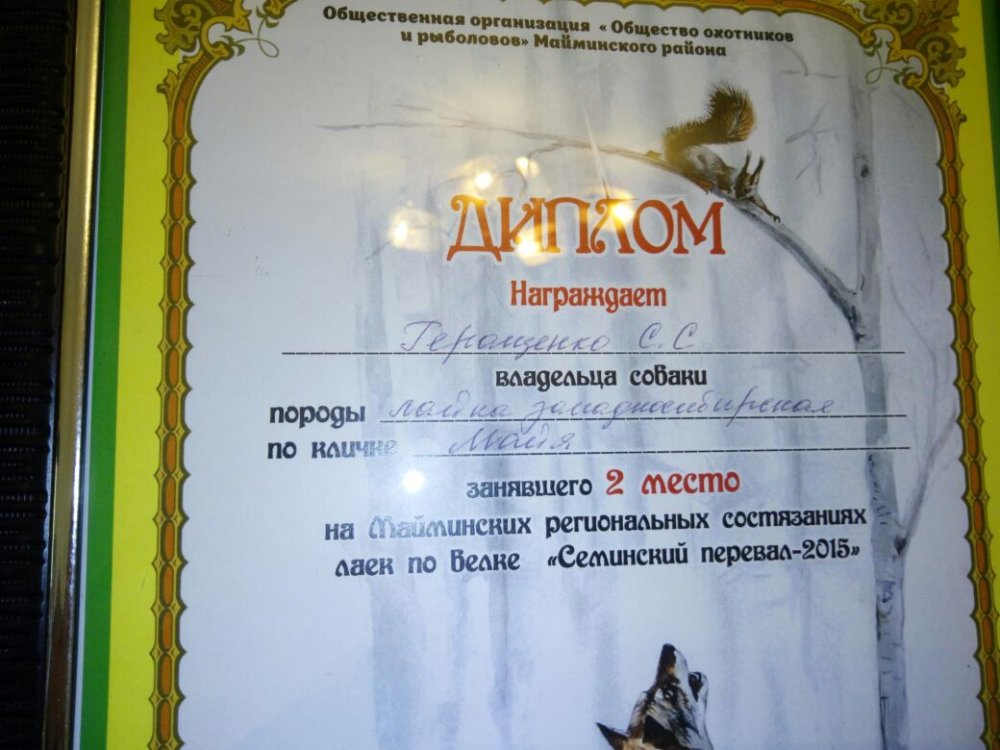 Общественная организация «Общество охотников
и рыболовов» Майминского района
ДИПЛОМ
Награждает
Геращенко С.С
владельца собаки
породы лайка западносибирская
по кличке Майя
занявшего 2 место
на Майминских региональных состязаниях
лаек по белке «Семинский перевал-2015»